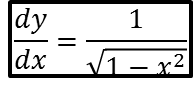 dy/dx = 1/√(1 − x²)